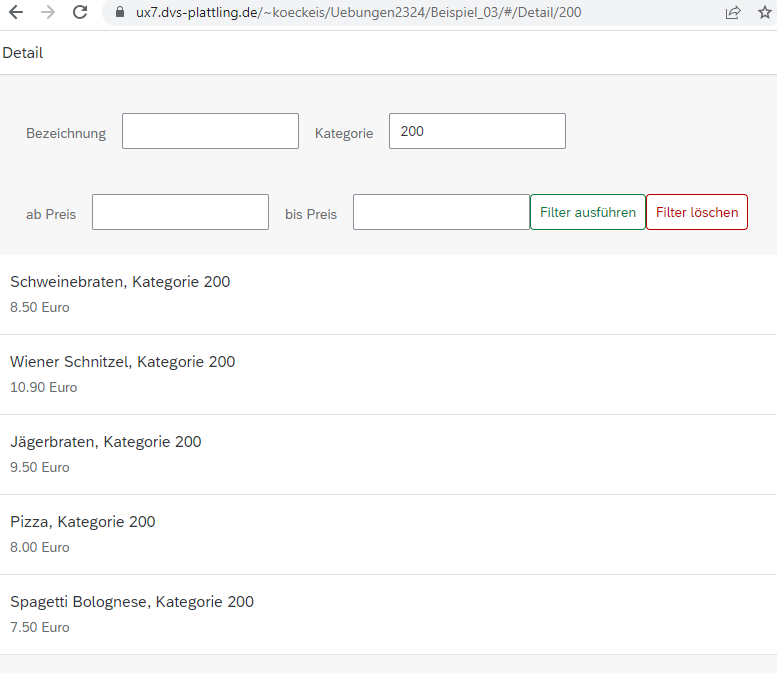 ux7.dvs-plattling.de/~koeckeis/Uebungen2324/Beispiel_03/#/Detail/200
Detail
Bezeichnung Kategorie 200
ab Preis bis Preis Filter ausführen Filter löschen
Schweinebraten, Kategorie 200
8.50 Euro
Wiener Schnitzel, Kategorie 200
10.90 Euro
Jägerbraten, Kategorie 200
9.50 Euro
Pizza, Kategorie 200
8.00 Euro
Spagetti Bolognese, Kategorie 200
7.50 Euro